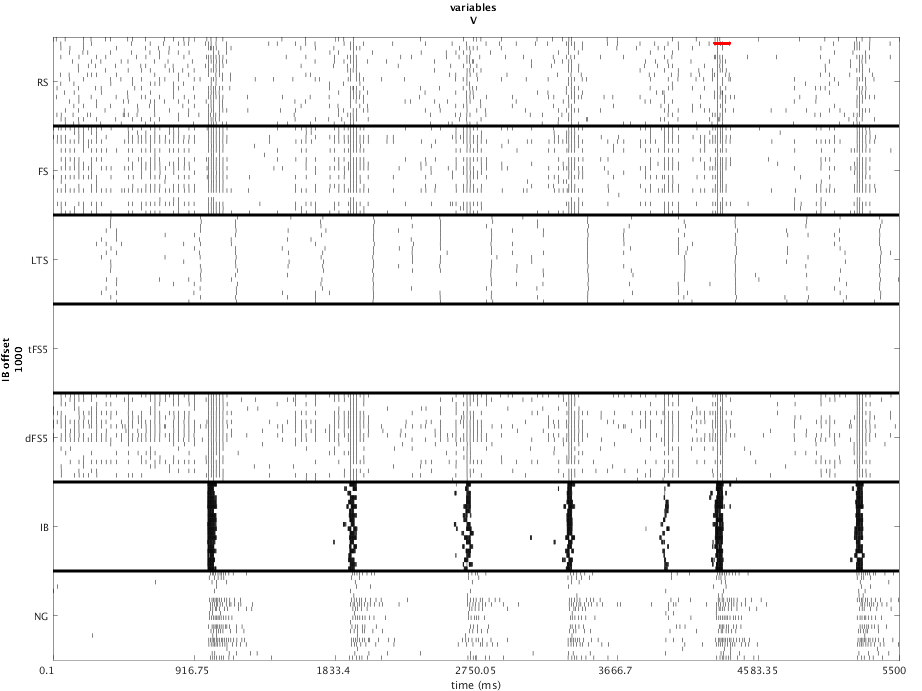 variables
V
RS
FS
LTS
tFS5
dFS5
IB
NG
IB offset
1000
0.1 916.75 1833.4 2750.05 3666.7 4583.35 5500
time (ms)